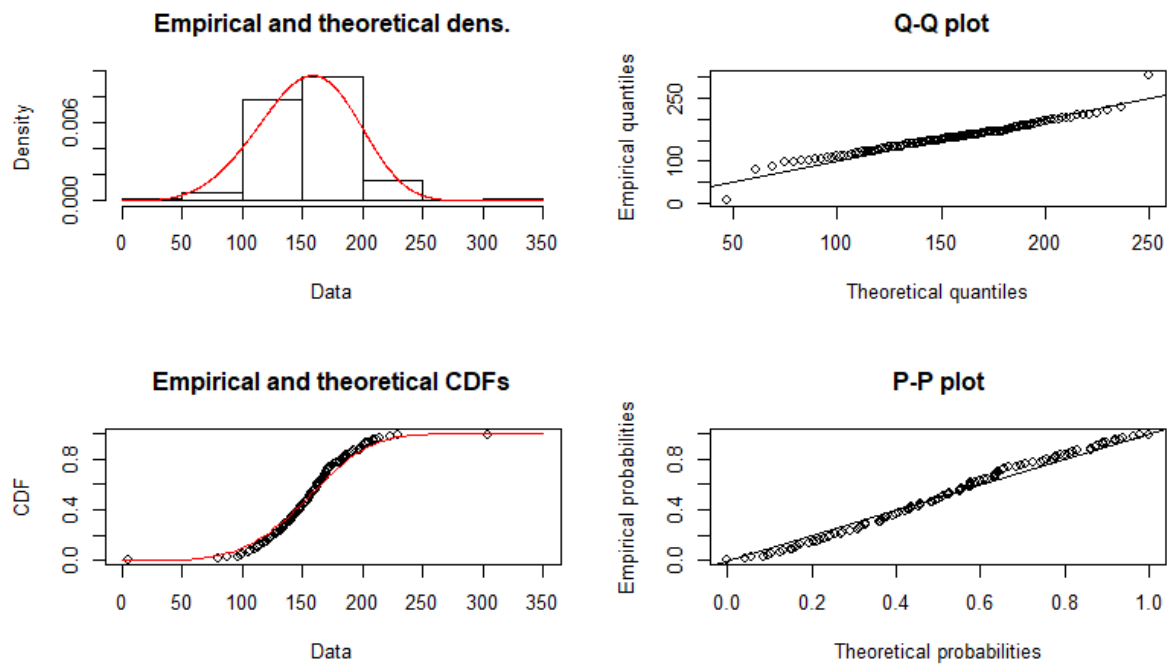 Empirical and theoretical dens.
Density
0.000 0.006
0 50 100 150 200 250 300 350
Data
Q-Q plot
Empirical quantiles
0 100 250
50 100 150 200 250
Theoretical quantiles
Empirical and theoretical CDFs
CDF
0.0 0.4 0.8
0 50 100 150 200 250 300 350
Data
P-P plot
Empirical probabilities
0.0 0.4 0.8
0.0 0.2 0.4 0.6 0.8 1.0
Theoretical probabilities